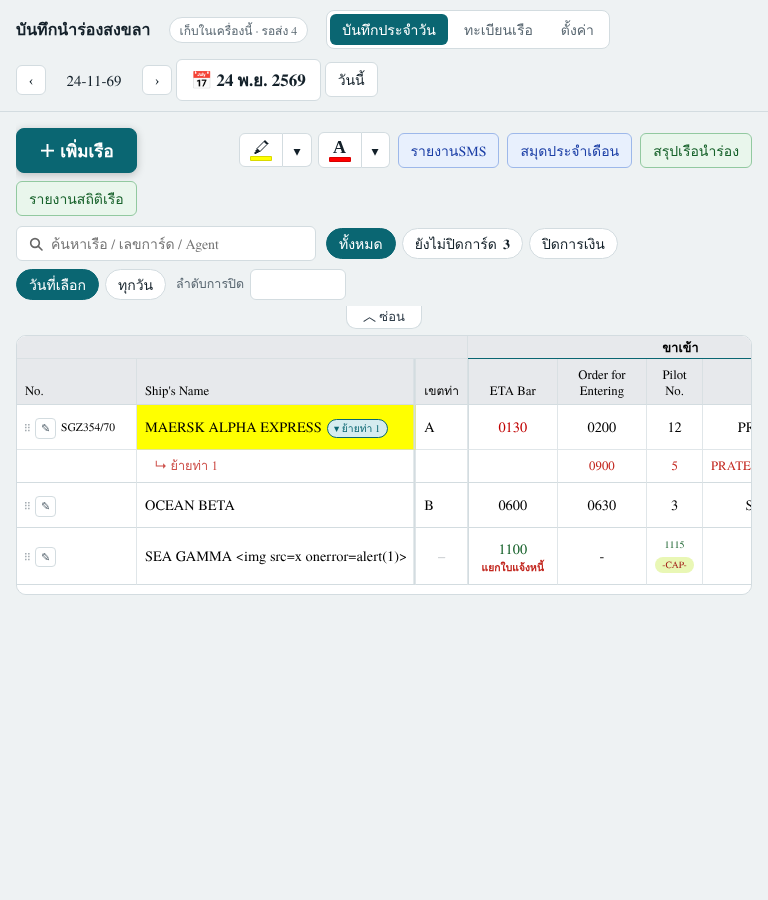 บันทึกนำร่องสงขลา
เก็บในเครื่องนี้ · รอส่ง 4
บันทึกประจำวัน
ทะเบียนเรือ
ตั้งค่า
‹ 24-11-69 › 📅 24 พ.ย. 2569 วันนี้
+ เพิ่มเรือ
A ▾
รายงานSMS
สมุดประจำเดือน
สรุปเรือนำร่อง
รายงานสถิติเรือ
ค้นหาเรือ / เลขการ์ด / Agent
ทั้งหมด
ยังไม่ปิดการ์ด 3
ปิดการเงิน
วันที่เลือก
ทุกวัน
ลำดับการปิด
ซ่อน
ขาเข้า
No. Ship's Name เขตท่า ETA Bar Order for Entering Pilot No.
SGZ354/70 MAERSK ALPHA EXPRESS ▾ ย้ายท่า 1 A 0130 0200 12 PR
↪ ย้ายท่า 1 0900 5 PRATE
OCEAN BETA B 0600 0630 3 S
SEA GAMMA <img src=x onerror=alert(1)> – 1100 - 1115
แยกใบแจ้งหนี้ -CAP-